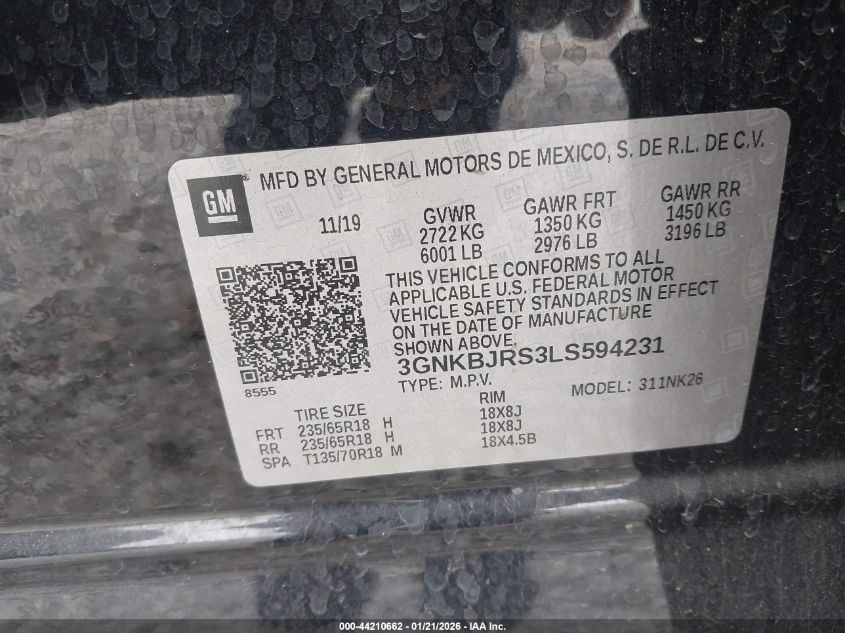 GM
® MFD BY GENERAL MOTORS DE MEXICO, S. DE R.L. DE C.V.
11/19
GVWR GAWR FRT GAWR RR
2722 KG 1350 KG 1450 KG
6001 LB 2976 LB 3196 LB
THIS VEHICLE CONFORMS TO ALL
APPLICABLE U.S. FEDERAL MOTOR
VEHICLE SAFETY STANDARDS IN EFFECT
ON THE DATE OF MANUFACTURE
SHOWN ABOVE.
3GNKBJRS3LS594231
8555
TYPE: M.P.V. MODEL: 311NK26
TIRE SIZE RIM
FRT 235/65R18 H 18X8J
RR 235/65R18 H 18X8J
SPA T135/70R18 M 18X4.5B
000-44210662 - 01/21/2026 - IAA Inc.